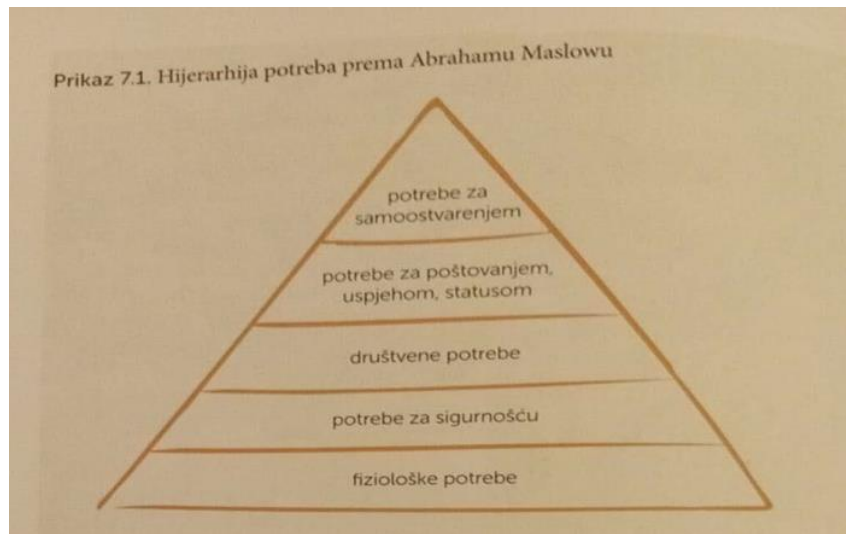 Prikaz 7.1. Hijerarhija potreba prema Abrahamu Maslowu
potrebe za
samoostvarenjem
potrebe za poštovanjem,
uspjehom, statusom
društvene potrebe
potrebe za sigurnošću
fiziološke potrebe